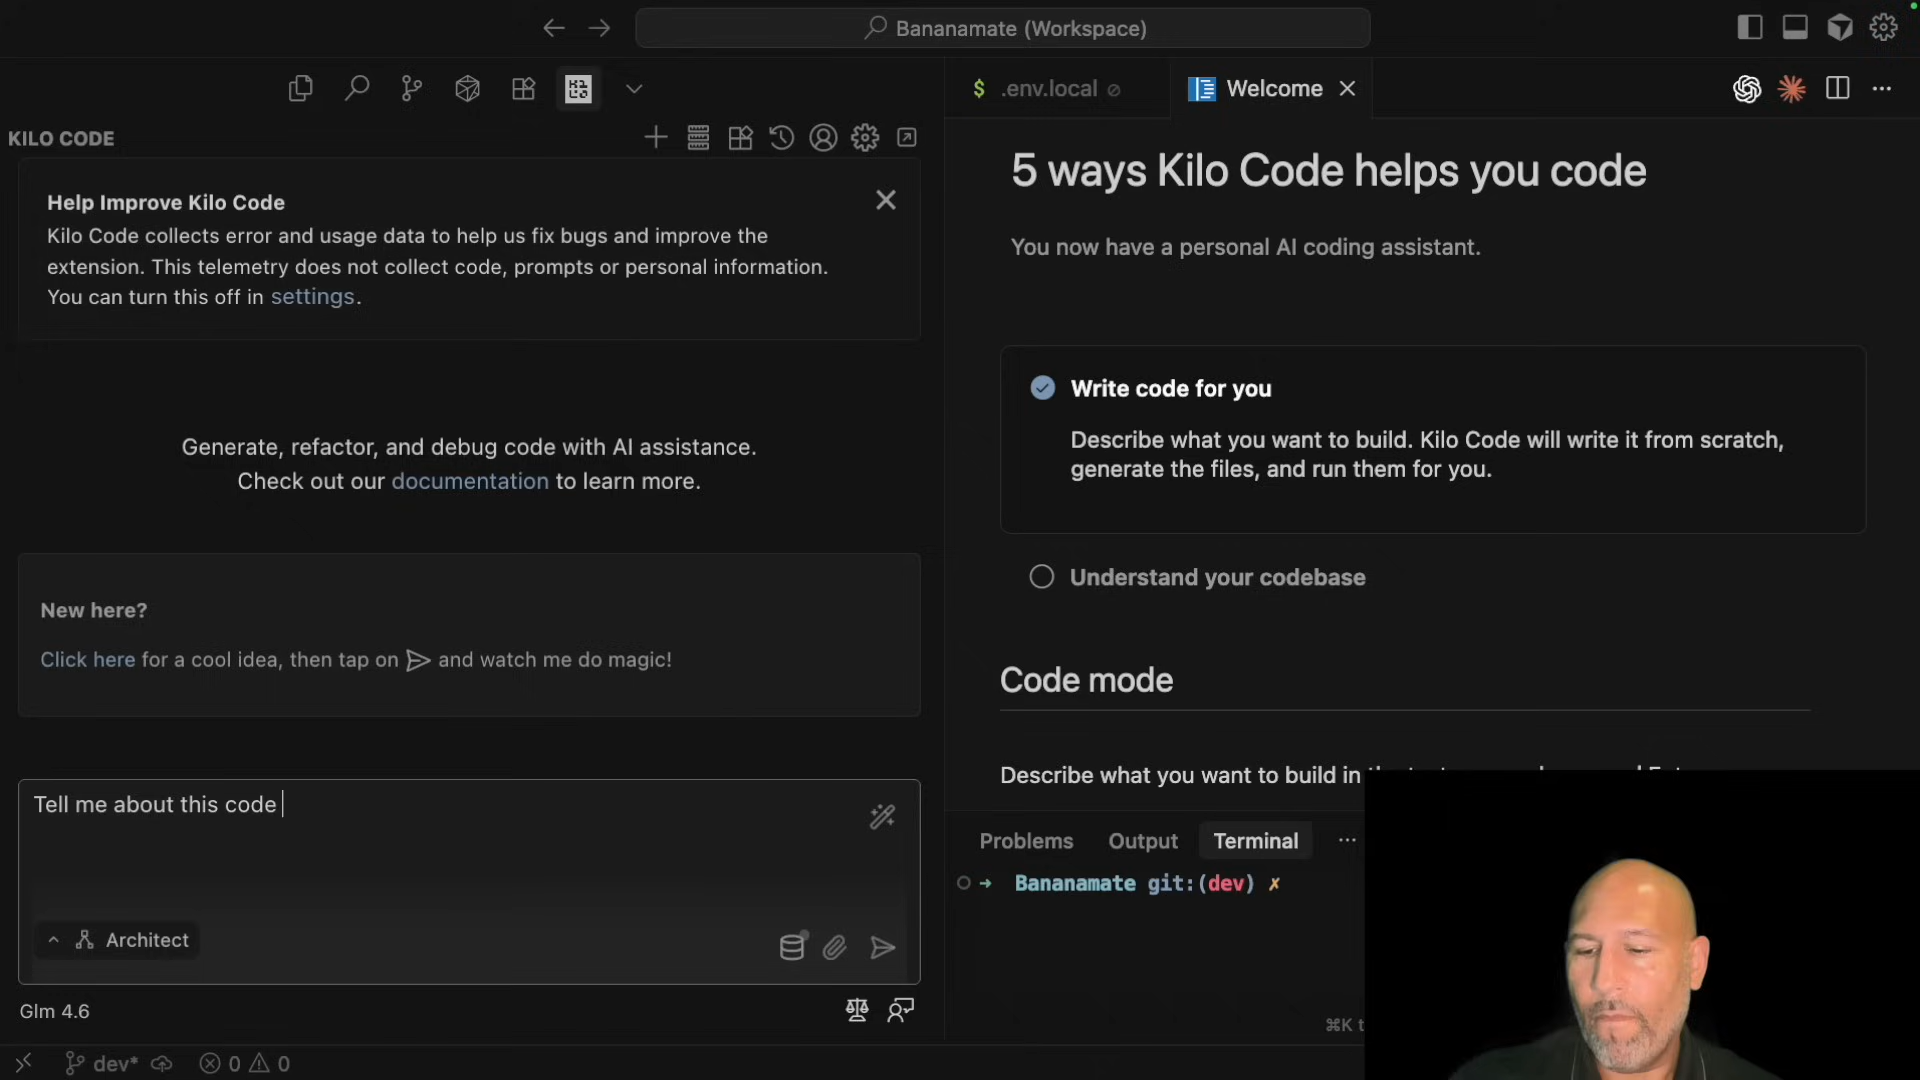 Bananamate (Workspace)
KILO CODE
Help Improve Kilo Code
Kilo Code collects error and usage data to help us fix bugs and improve the
extension. This telemetry does not collect code, prompts or personal information.
You can turn this off in settings.
Generate, refactor, and debug code with AI assistance.
Check out our documentation to learn more.
New here?
Click here for a cool idea, then tap on and watch me do magic!
Tell me about this code
Architect
Glm 4.6
dev* 0 0
$ .env.local
Welcome
5 ways Kilo Code helps you code
You now have a personal AI coding assistant.
Write code for you
Describe what you want to build. Kilo Code will write it from scratch,
generate the files, and run them for you.
Understand your codebase
Code mode
Describe what you want to build in
Problems Output Terminal ···
➜ Bananamate git:(dev) ✗
⌘K t